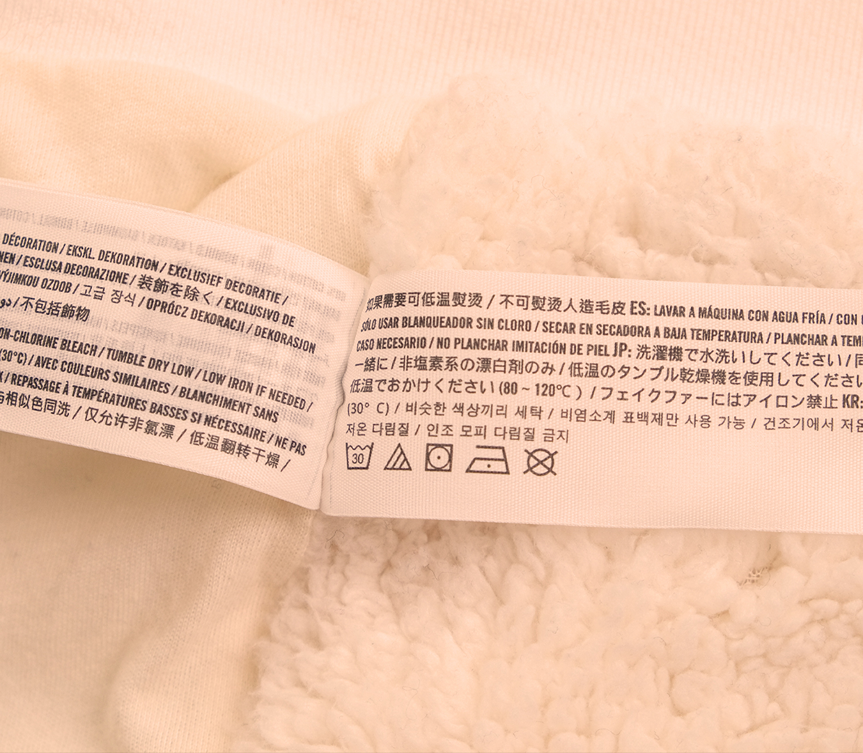 DÉCORATION / EKSKL. DEKORATION / EXCLUSIEF DECORATIE /
ESCLUSA DECORAZIONE / 装飾を除く / EXCLUSIVO DE
OZDOB / 고급 장식 / OPRÓCZ DEKORACJI / DEKORASJON
/不包括飾物
ON-CHLORINE BLEACH / TUMBLE DRY LOW / LOW IRON IF NEEDED /
(30°C) / AVEC COULEURS SIMILAIRES / BLANCHIMENT SANS
/ REPASSAGE À TEMPÉRATURES BASSES SI NÉCESSAIRE / NE PAS
相似色同洗 / 仅允许非氯漂 / 低温翻转干燥 /
如果需要可低温熨烫 / 不可熨烫人造毛皮 ES: LAVAR A MÁQUINA CON AGUA FRÍA / CON
SÓLO USAR BLANQUEADOR SIN CLORO / SECAR EN SECADORA A BAJA TEMPERATURA / PLANCHAR A TEM
CASO NECESARIO / NO PLANCHAR IMITACIÓN DE PIEL JP: 洗濯機で水洗いしてください / 同
一緒に / 非塩素系の漂白剤のみ / 低温のタンブル乾燥機を使用してください
低温でおかけください (80 ~ 120°C ) / フェイクファーにはアイロン禁止 KR:
(30° C) / 비슷한 색상끼리 세탁 / 비염소계 표백제만 사용 가능 / 건조기에서 저온
저온 다림질 / 인조 모피 다림질 금지
30